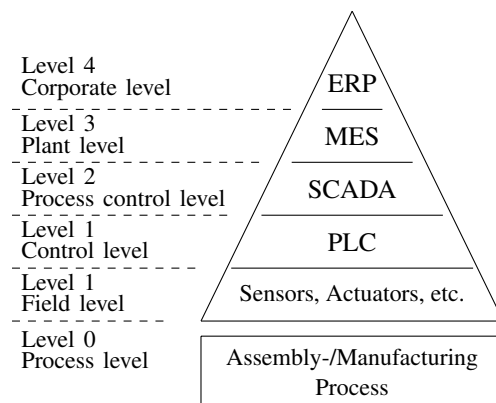 Level 4
Corporate level
ERP
Level 3
Plant level
MES
Level 2
Process control level
SCADA
Level 1
Control level
PLC
Level 1
Field level
Sensors, Actuators, etc.
Level 0
Process level
Assembly-/Manufacturing
Process